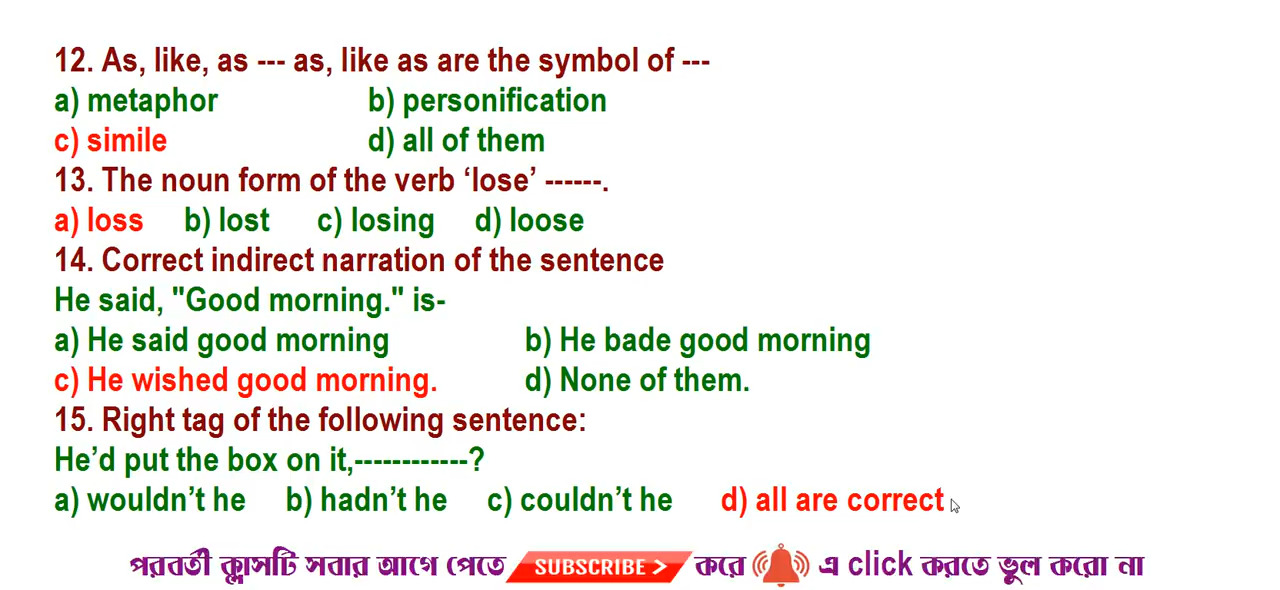 12. As, like, as --- as, like as are the symbol of ---
a) metaphor b) personification
c) simile d) all of them
13. The noun form of the verb ‘lose’ ------.
a) loss b) lost c) losing d) loose
14. Correct indirect narration of the sentence
He said, "Good morning." is-
a) He said good morning b) He bade good morning
c) He wished good morning. d) None of them.
15. Right tag of the following sentence:
He’d put the box on it,------------?
a) wouldn’t he b) hadn’t he c) couldn’t he d) all are correct
পরবর্তী ক্লাসটি সবার আগে পেতে SUBSCRIBE > করে এ click করতে ভুল করো না